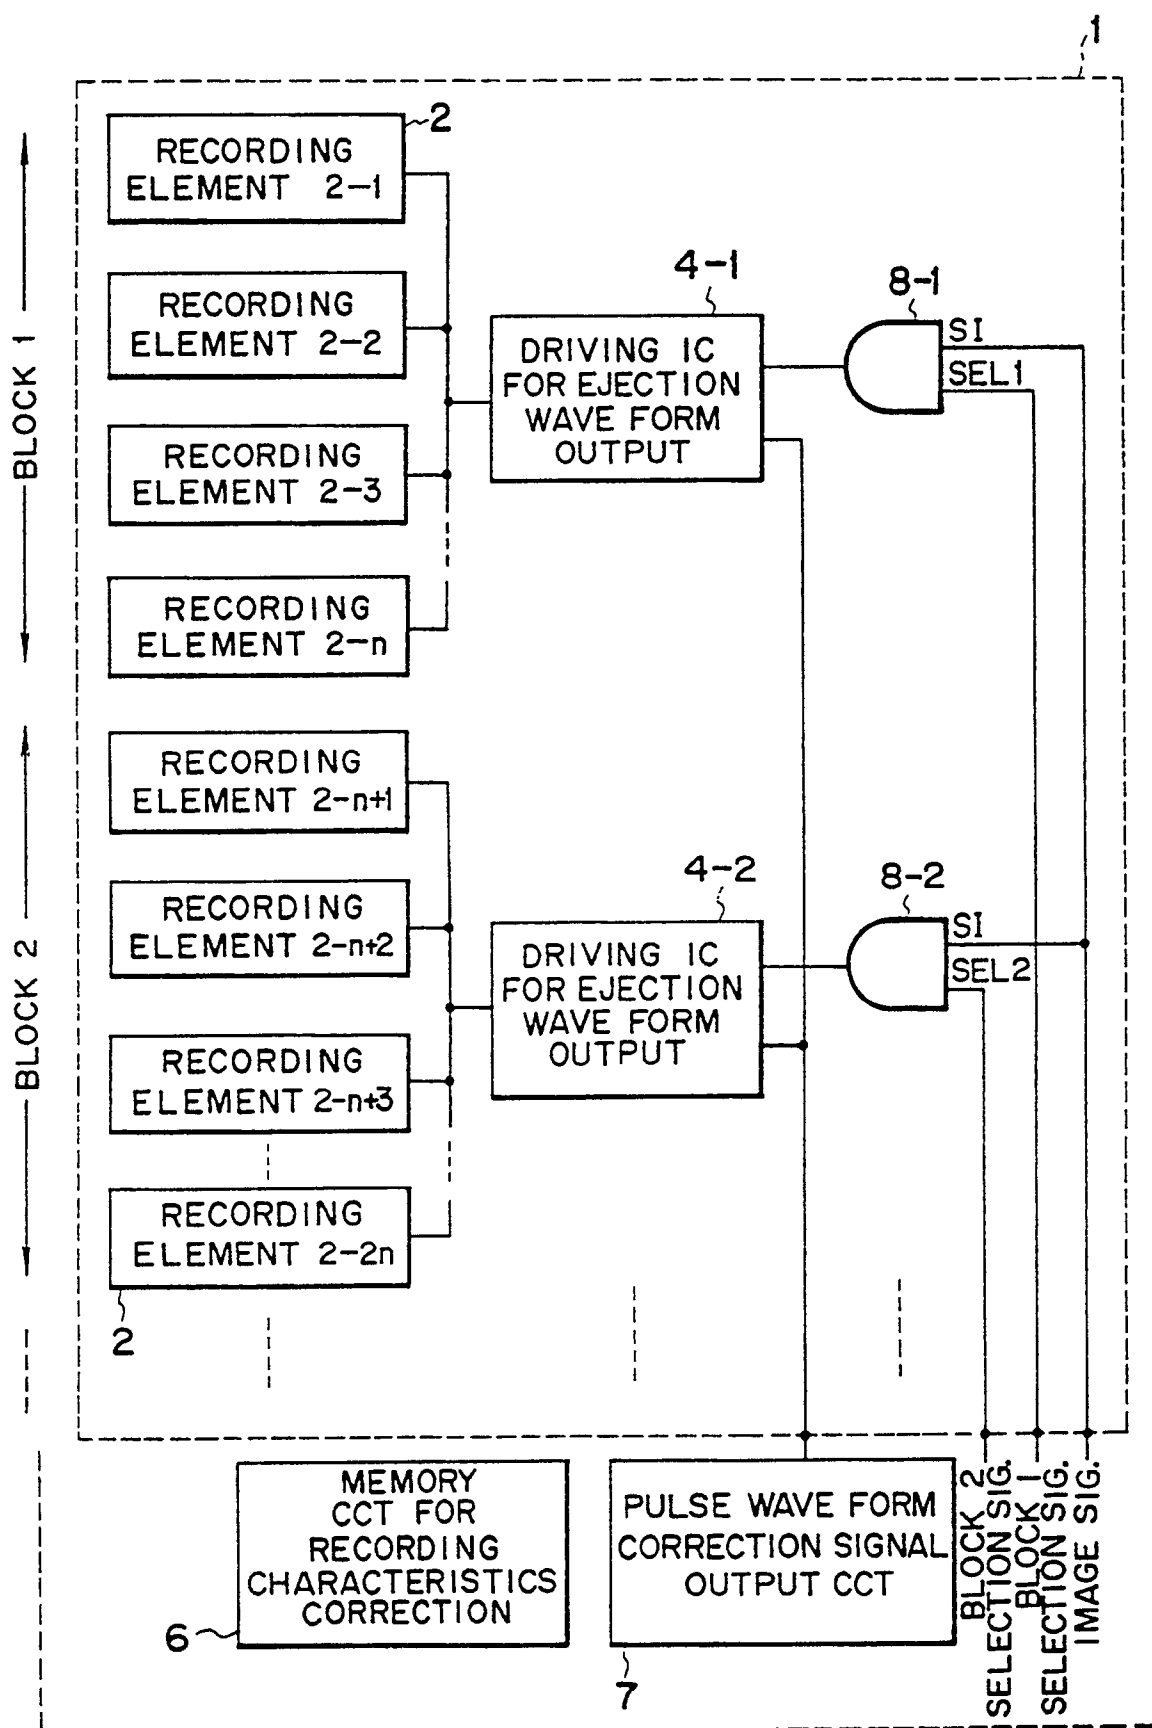 1
2
RECORDING
ELEMENT 2-1
RECORDING
ELEMENT 2-2
RECORDING
ELEMENT 2-3
RECORDING
ELEMENT 2-n
BLOCK 1
4-1
DRIVING IC
FOR EJECTION
WAVE FORM
OUTPUT
8-1
SI
SEL1
RECORDING
ELEMENT 2-n+1
RECORDING
ELEMENT 2-n+2
RECORDING
ELEMENT 2-n+3
RECORDING
ELEMENT 2-2n
2
BLOCK 2
4-2
DRIVING IC
FOR EJECTION
WAVE FORM
OUTPUT
8-2
SI
SEL2
MEMORY
CCT FOR
RECORDING
CHARACTERISTICS
CORRECTION
6
PULSE WAVE FORM
CORRECTION SIGNAL
OUTPUT CCT
7
BLOCK 2
SELECTION SIG.
BLOCK 1
SELECTION SIG.
IMAGE SIG.